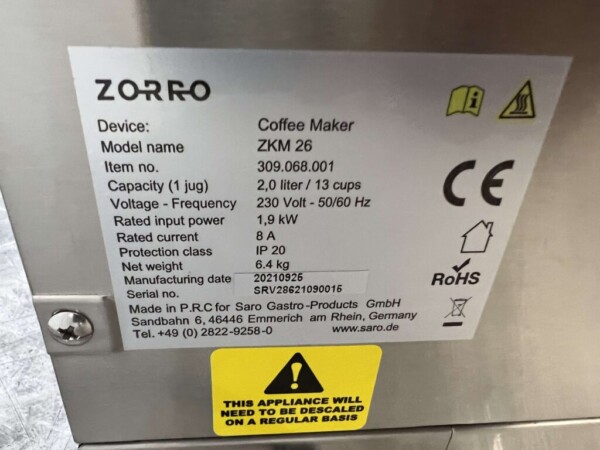 ZORRO
Device: Coffee Maker
Model name ZKM 26
Item no. 309.068.001
Capacity (1 jug) 2,0 liter / 13 cups
Voltage - Frequency 230 Volt - 50/60 Hz
Rated input power 1,9 kW
Rated current 8 A
Protection class IP 20
Net weight 6.4 kg
Manufacturing date 20210925
Serial no. SRV28621090015
Made in P.R.C for Saro Gastro-Products GmbH
Sandbahn 6, 46446 Emmerich am Rhein, Germany
Tel. +49 (0) 2822-9258-0 www.saro.de
CE
RoHS
THIS APPLIANCE WILL
NEED TO BE DESCALED
ON A REGULAR BASIS